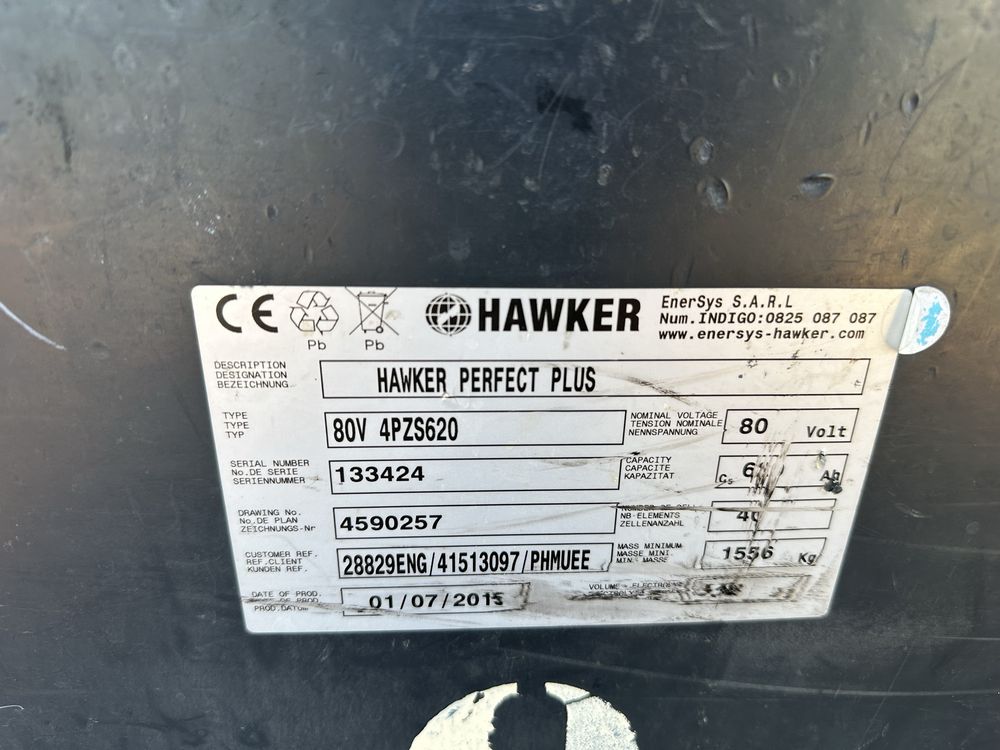 CE
Pb Pb
HAWKER
EnerSys S.A.R.L
Num.INDIGO:0825 087 087
www.enersys-hawker.com
DESCRIPTION
DESIGNATION
BEZEICHNUNG
HAWKER PERFECT PLUS
TYPE
TYPE
TYP
80V 4PZS620
NOMINAL VOLTAGE
TENSION NOMINALE
NENNSPANNUNG
80 Volt
SERIAL NUMBER
No.DE SERIE
SERIENNUMMER
133424
CAPACITY
CAPACITE
KAPAZITAT
C5 Ah
DRAWING No.
No.DE PLAN
ZEICHNUNGS-Nr
4590257
NUMBER OF
NB-ELEMENTS
ZELLENANZAHL
CUSTOMER REF.
REF.CLIENT
KUNDEN REF.
28829ENG/41513097/PHMUEE
MASS MINIMUM
MASSE MINI.
MIN. MASSE
1556 Kg
DATE OF PROD.
PROD.DATUM
01/07/2015
VOLUME